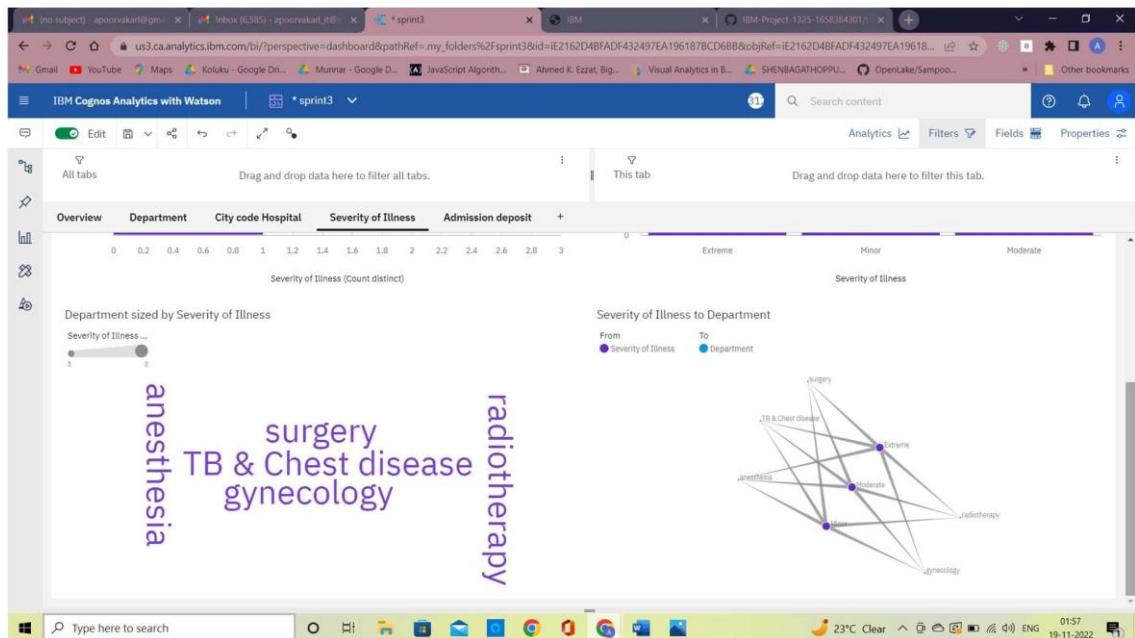 (no subject) - apoorvakarl@gma
Inbox (6,585) - apoorvakarl_it@
* sprint3
IBM
IBM-Project-1325-1658384301/
us3.ca.analytics.ibm.com/bi/?perspective=dashboard&pathRef=.my_folders%2Fsprint3&id=iE2162D4BFADF432497EA196187BCD6BB&objRef=iE2162D4BFADF432497EA19618...
Gmail YouTube Maps Koluku - Google Dri... Munnar - Google D... JavaScript Algorith... Ahmed K. Ezzat, Big... Visual Analytics in B... SHENBAGATHOPPU... OpenLake/Sampoo... » Other bookmarks
IBM Cognos Analytics with Watson * sprint3 Search content
Edit Analytics Filters Fields Properties
All tabs Drag and drop data here to filter all tabs. This tab Drag and drop data here to filter this tab.
Overview Department City code Hospital Severity of Illness Admission deposit +
0 0.2 0.4 0.6 0.8 1 1.2 1.4 1.6 1.8 2 2.2 2.4 2.6 2.8 3
Severity of Illness (Count distinct)
0
Extreme Minor Moderate
Severity of Illness
Department sized by Severity of Illness
Severity of Illness ...
3 3
anesthesia
surgery
TB & Chest disease
gynecology
radiotherapy
Severity of Illness to Department
From To
Severity of Illness Department
surgery
TB & Chest disease
Extreme
anesthesia
Moderate
radiotherapy
Minor
gynecology
Type here to search
23°C Clear ENG 01:57
19-11-2022